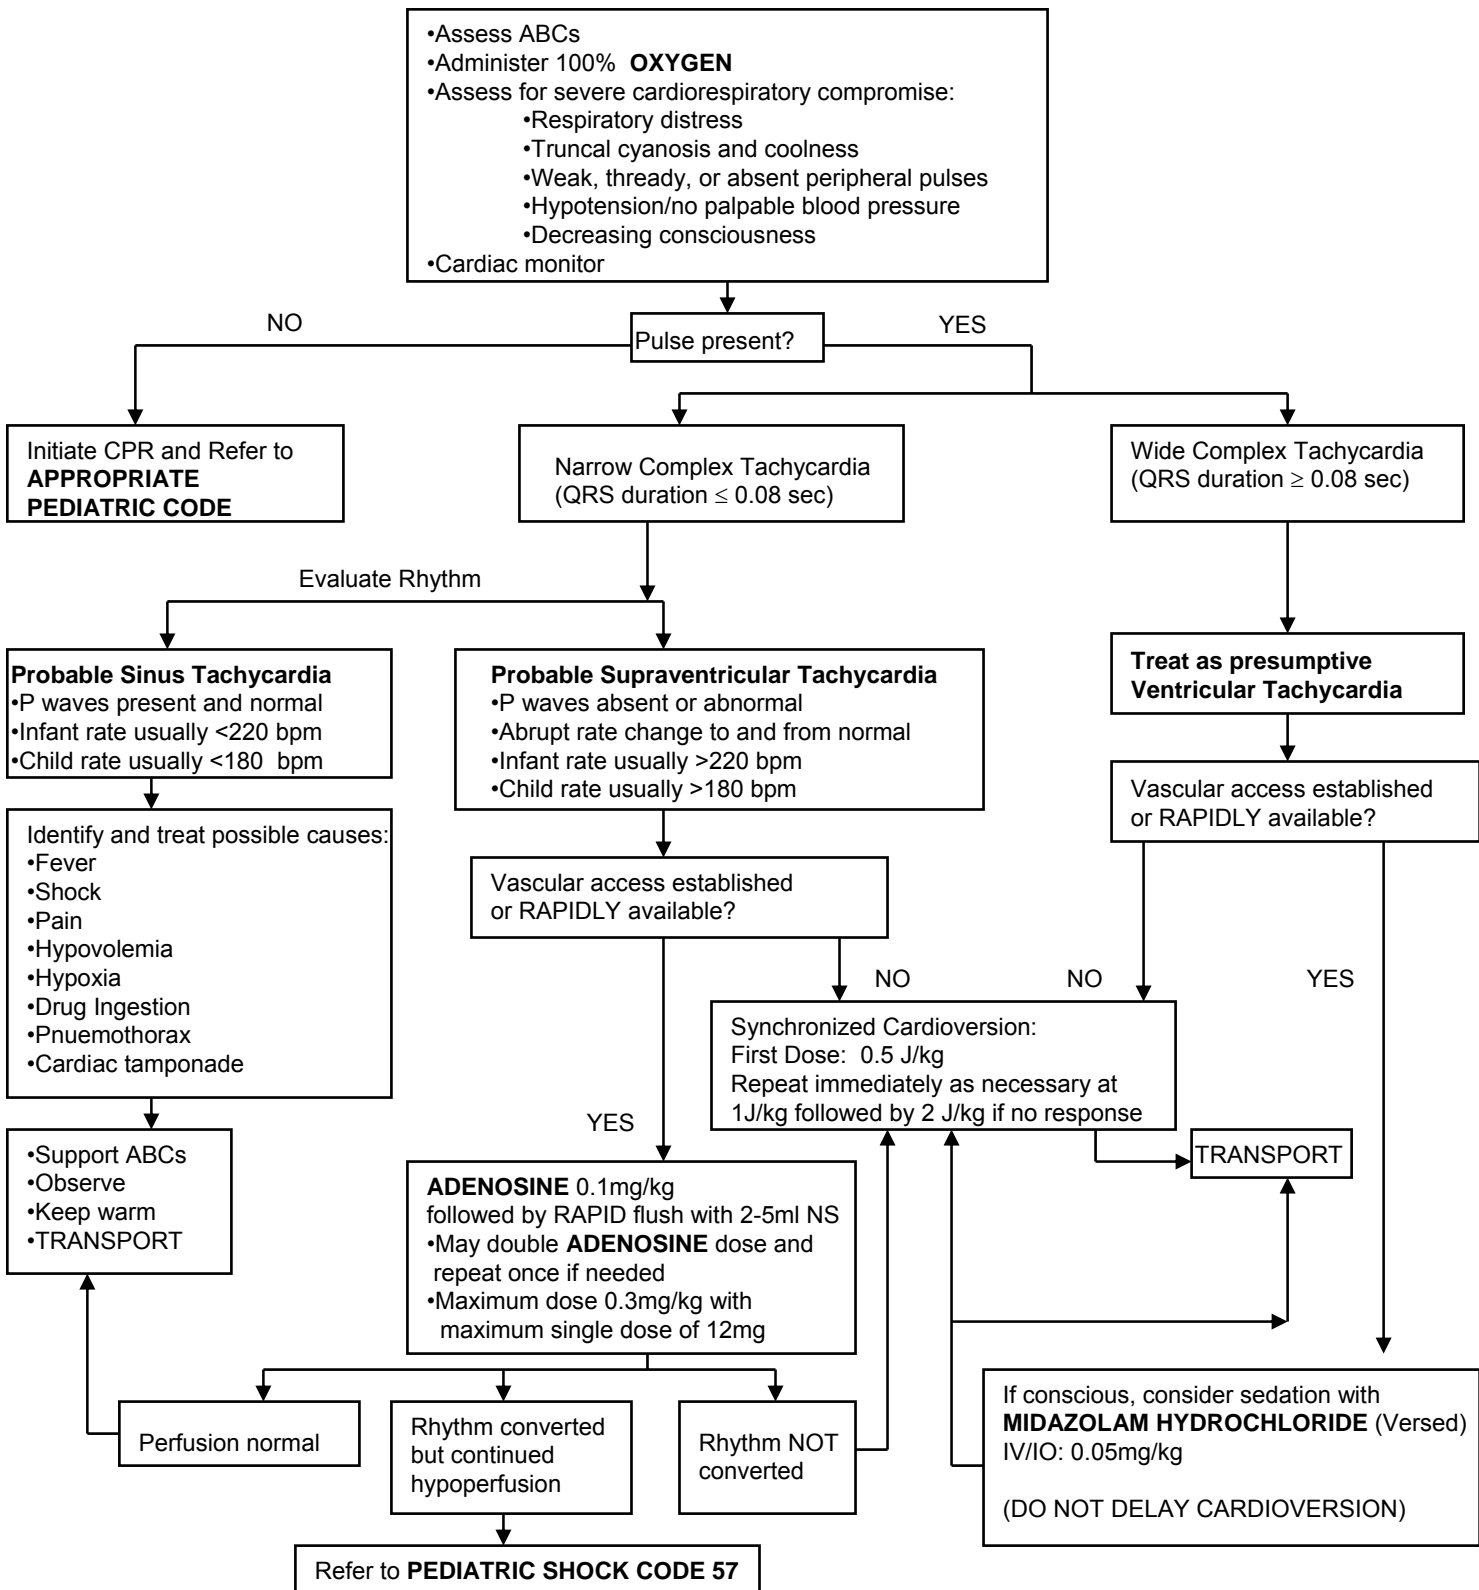 •Assess ABCs
•Administer 100%  OXYGEN
•Assess for severe cardiorespiratory compromise:
•Respiratory distress
•Truncal cyanosis and coolness
•Weak, thready, or absent peripheral pulses
•Hypotension/no palpable blood pressure
•Decreasing consciousness
•Cardiac monitor
NO
Pulse present?
YES
Initiate CPR and Refer to
APPROPRIATE
PEDIATRIC CODE
Narrow Complex Tachycardia
(QRS duration ≤ 0.08 sec)
Wide Complex Tachycardia
(QRS duration ≥ 0.08 sec)
Evaluate Rhythm
Probable Sinus Tachycardia
•P waves present and normal
•Infant rate usually <220 bpm
•Child rate usually <180  bpm
Probable Supraventricular Tachycardia
•P waves absent or abnormal
•Abrupt rate change to and from normal
•Infant rate usually >220 bpm
•Child rate usually >180 bpm
Treat as presumptive
Ventricular Tachycardia
Vascular access established
or RAPIDLY available?
Identify and treat possible causes:
•Fever
•Shock
•Pain
•Hypovolemia
•Hypoxia
•Drug Ingestion
•Pnuemothorax
•Cardiac tamponade
Vascular access established
or RAPIDLY available?
NO
NO
YES
Synchronized Cardioversion:
First Dose:  0.5 J/kg
Repeat immediately as necessary at
1J/kg followed by 2 J/kg if no response
YES
TRANSPORT
•Support ABCs
•Observe
•Keep warm
•TRANSPORT
ADENOSINE 0.1mg/kg
followed by RAPID flush with 2-5ml NS
•May double ADENOSINE dose and
repeat once if needed
•Maximum dose 0.3mg/kg with
maximum single dose of 12mg
Perfusion normal
Rhythm converted
but continued
hypoperfusion
Rhythm NOT
converted
If conscious, consider sedation with
MIDAZOLAM HYDROCHLORIDE (Versed)
IV/IO: 0.05mg/kg
(DO NOT DELAY CARDIOVERSION)
Refer to PEDIATRIC SHOCK CODE 57